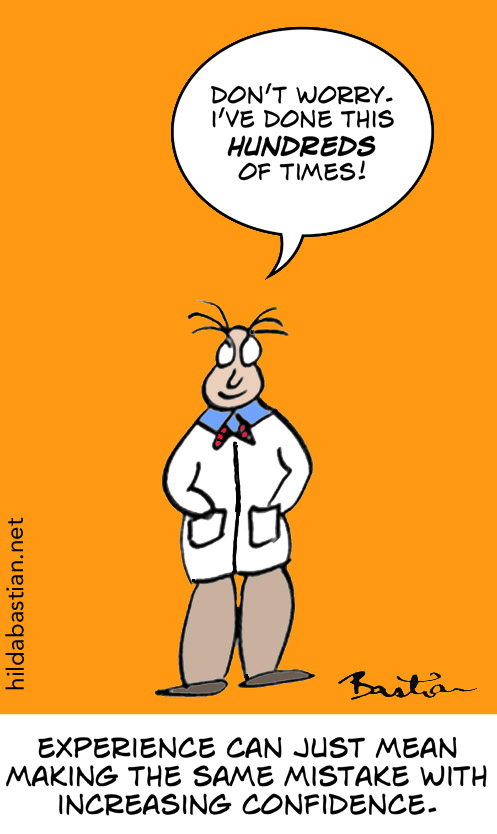 DON'T WORRY.
I'VE DONE THIS
HUNDREDS
OF TIMES!
hildabastian.net
Bastian
EXPERIENCE CAN JUST MEAN
MAKING THE SAME MISTAKE WITH
INCREASING CONFIDENCE.